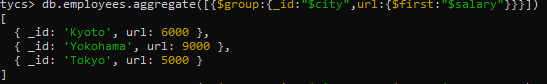 tycs> db.employees.aggregate([{$group:{_id:"$city",url:{$first:"$salary"}}}])
[
  { _id: 'Kyoto', url: 6000 },
  { _id: 'Yokohama', url: 9000 },
  { _id: 'Tokyo', url: 5000 }
]